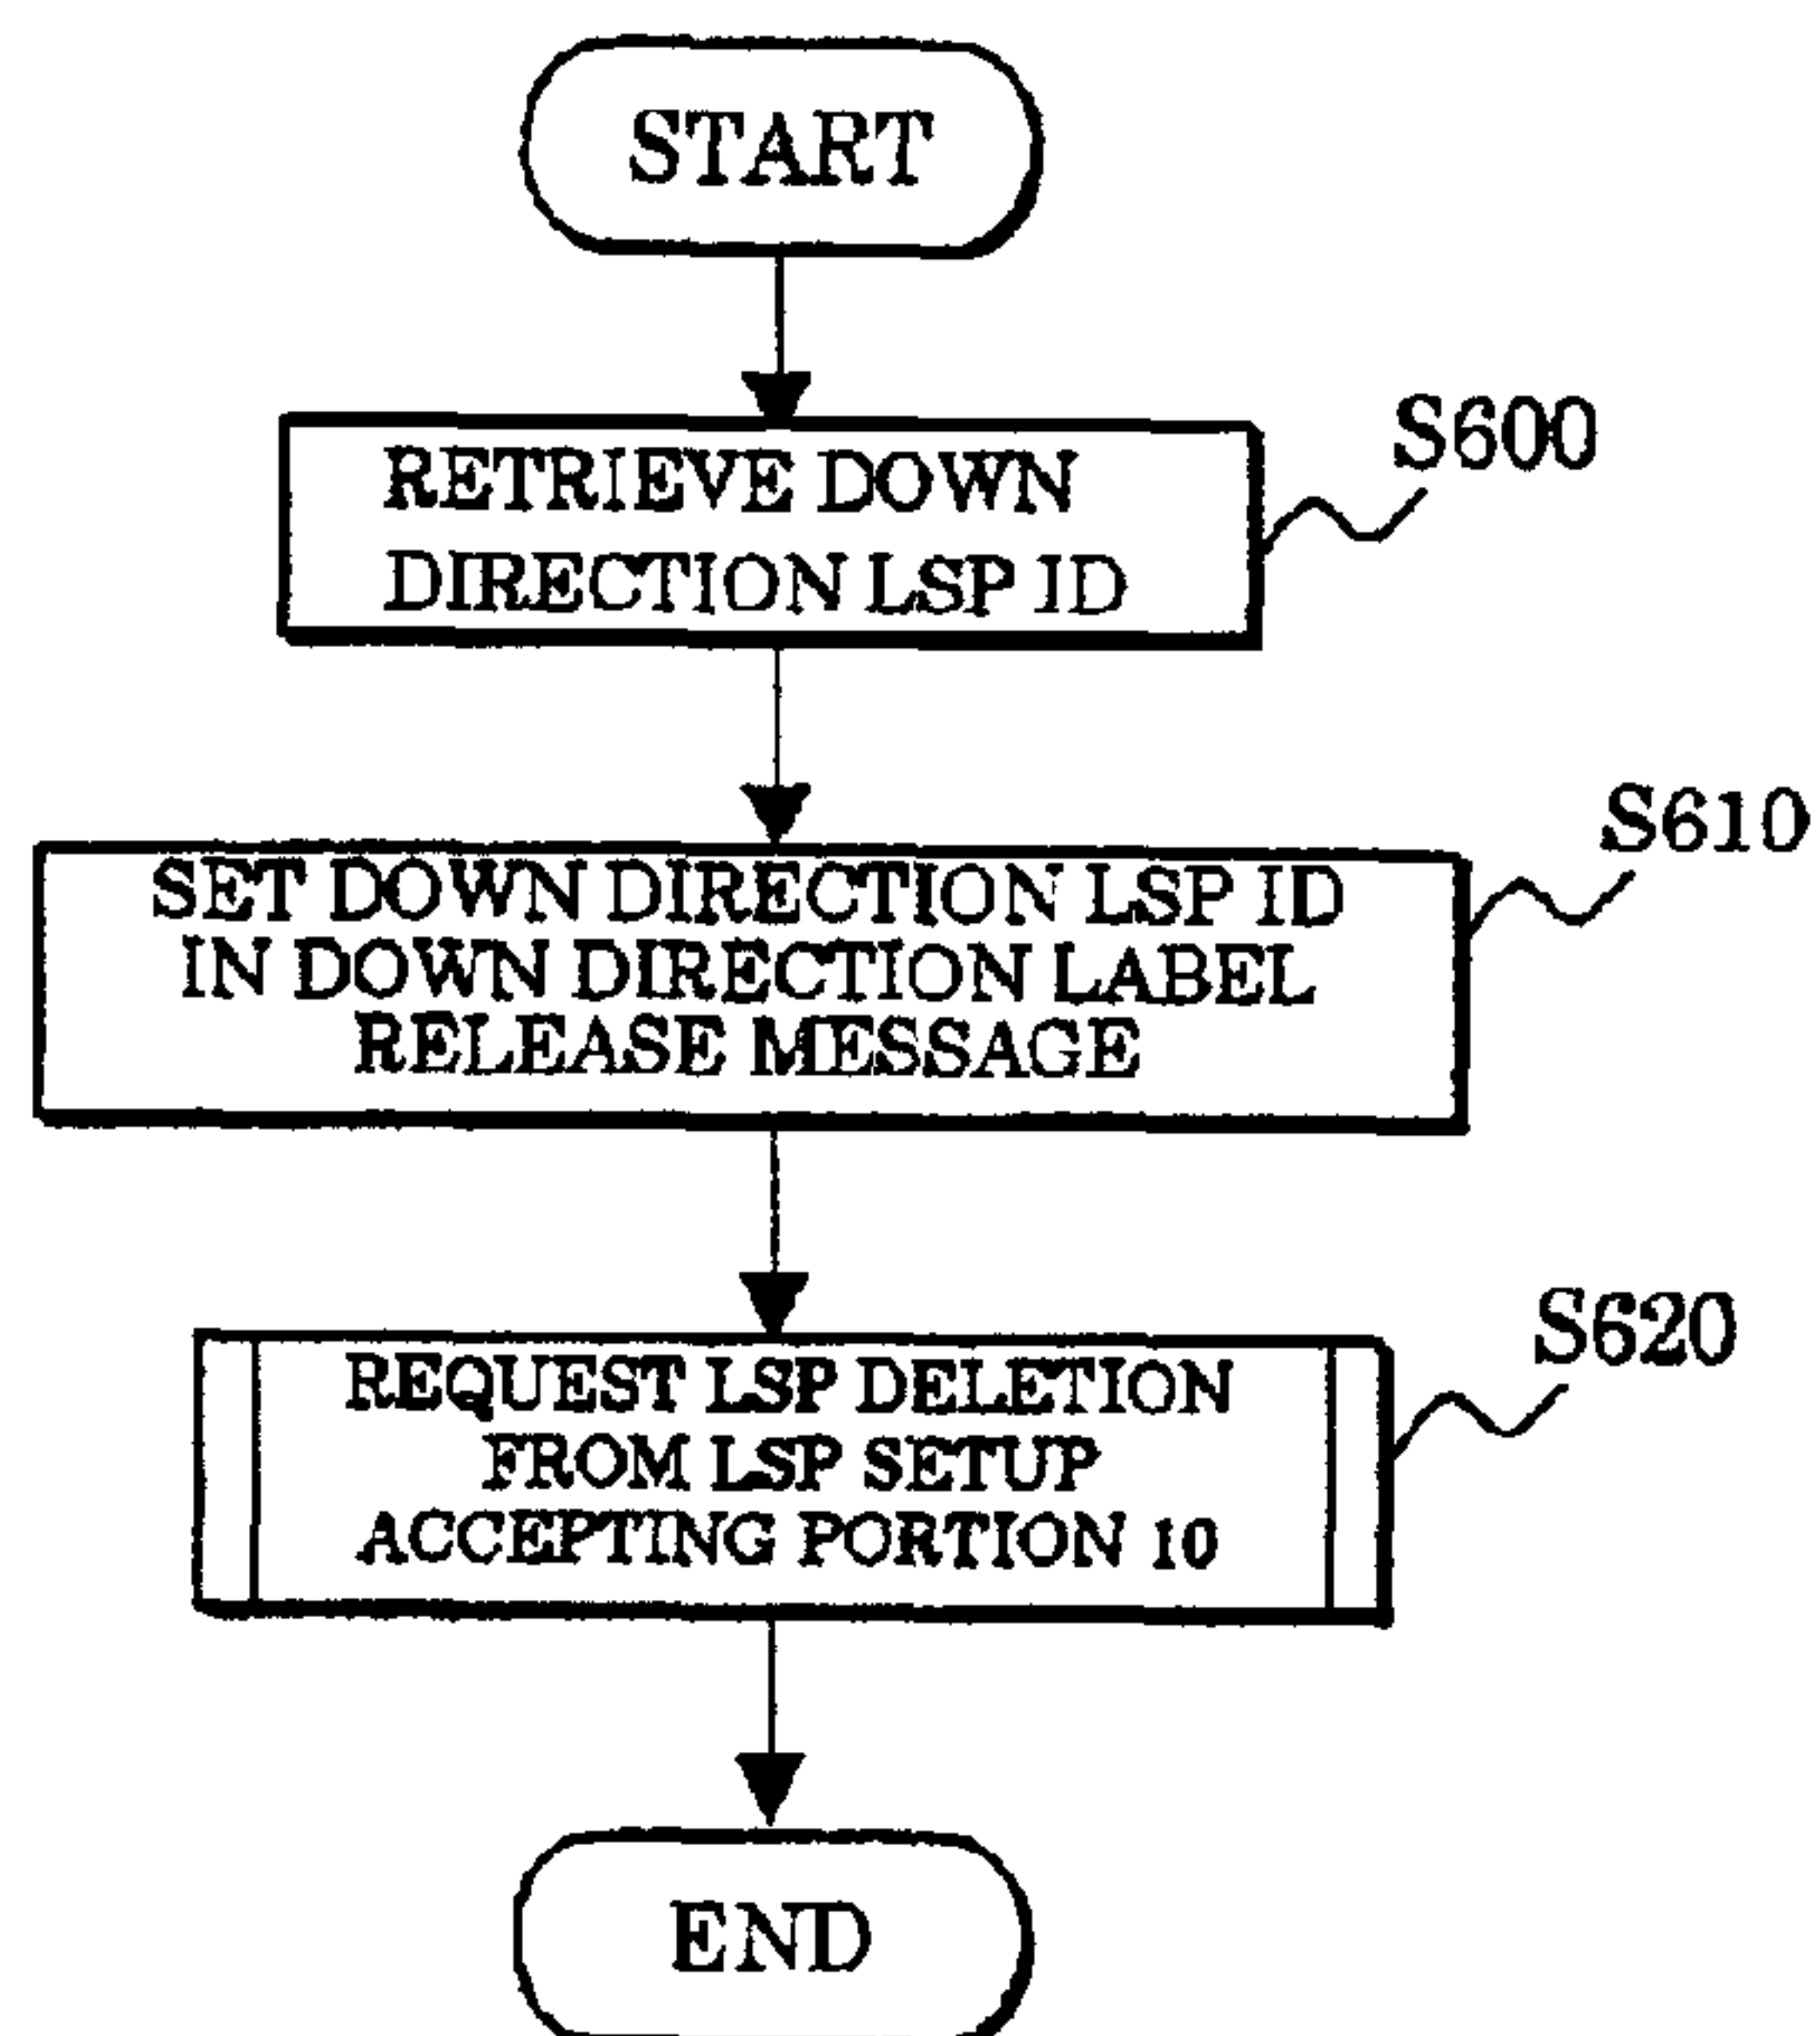 START
S600
RETRIEVE DOWN
DIRECTION LSP ID
S610
SET DOWN DIRECTION LSP ID
IN DOWN DIRECTION LABEL
RELEASE MESSAGE
S620
REQUEST LSP DELETION
FROM LSP SETUP
ACCEPTING PORTION 10
END